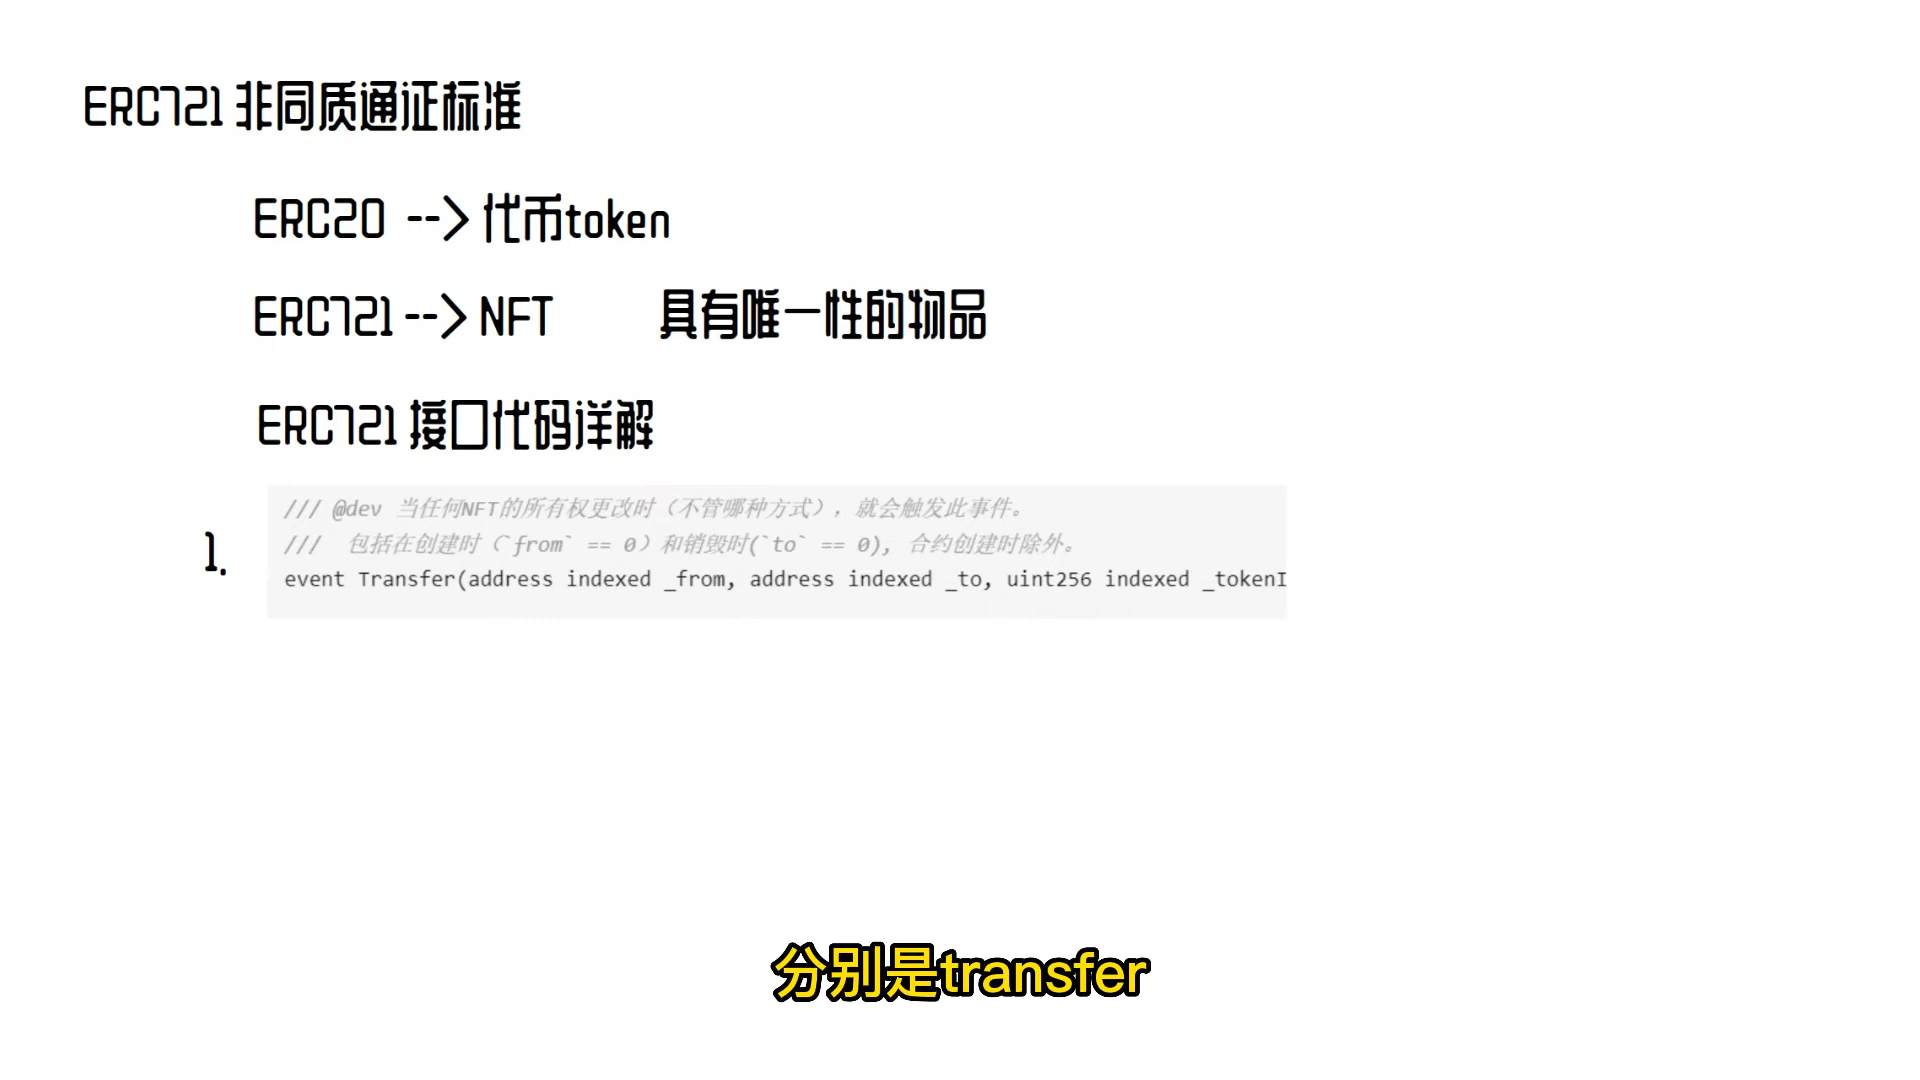 ERC721 非同质通证标准
ERC20 --> 代币token
ERC721 --> NFT 具有唯一性的物品
ERC721 接口代码详解
1.
/// @dev 当任何NFT的所有权更改时（不管哪种方式），就会触发此事件。
/// 包括在创建时（`from` == 0）和销毁时(`to` == 0), 合约创建时除外。
event Transfer(address indexed _from, address indexed _to, uint256 indexed _tokenI
分别是transfer